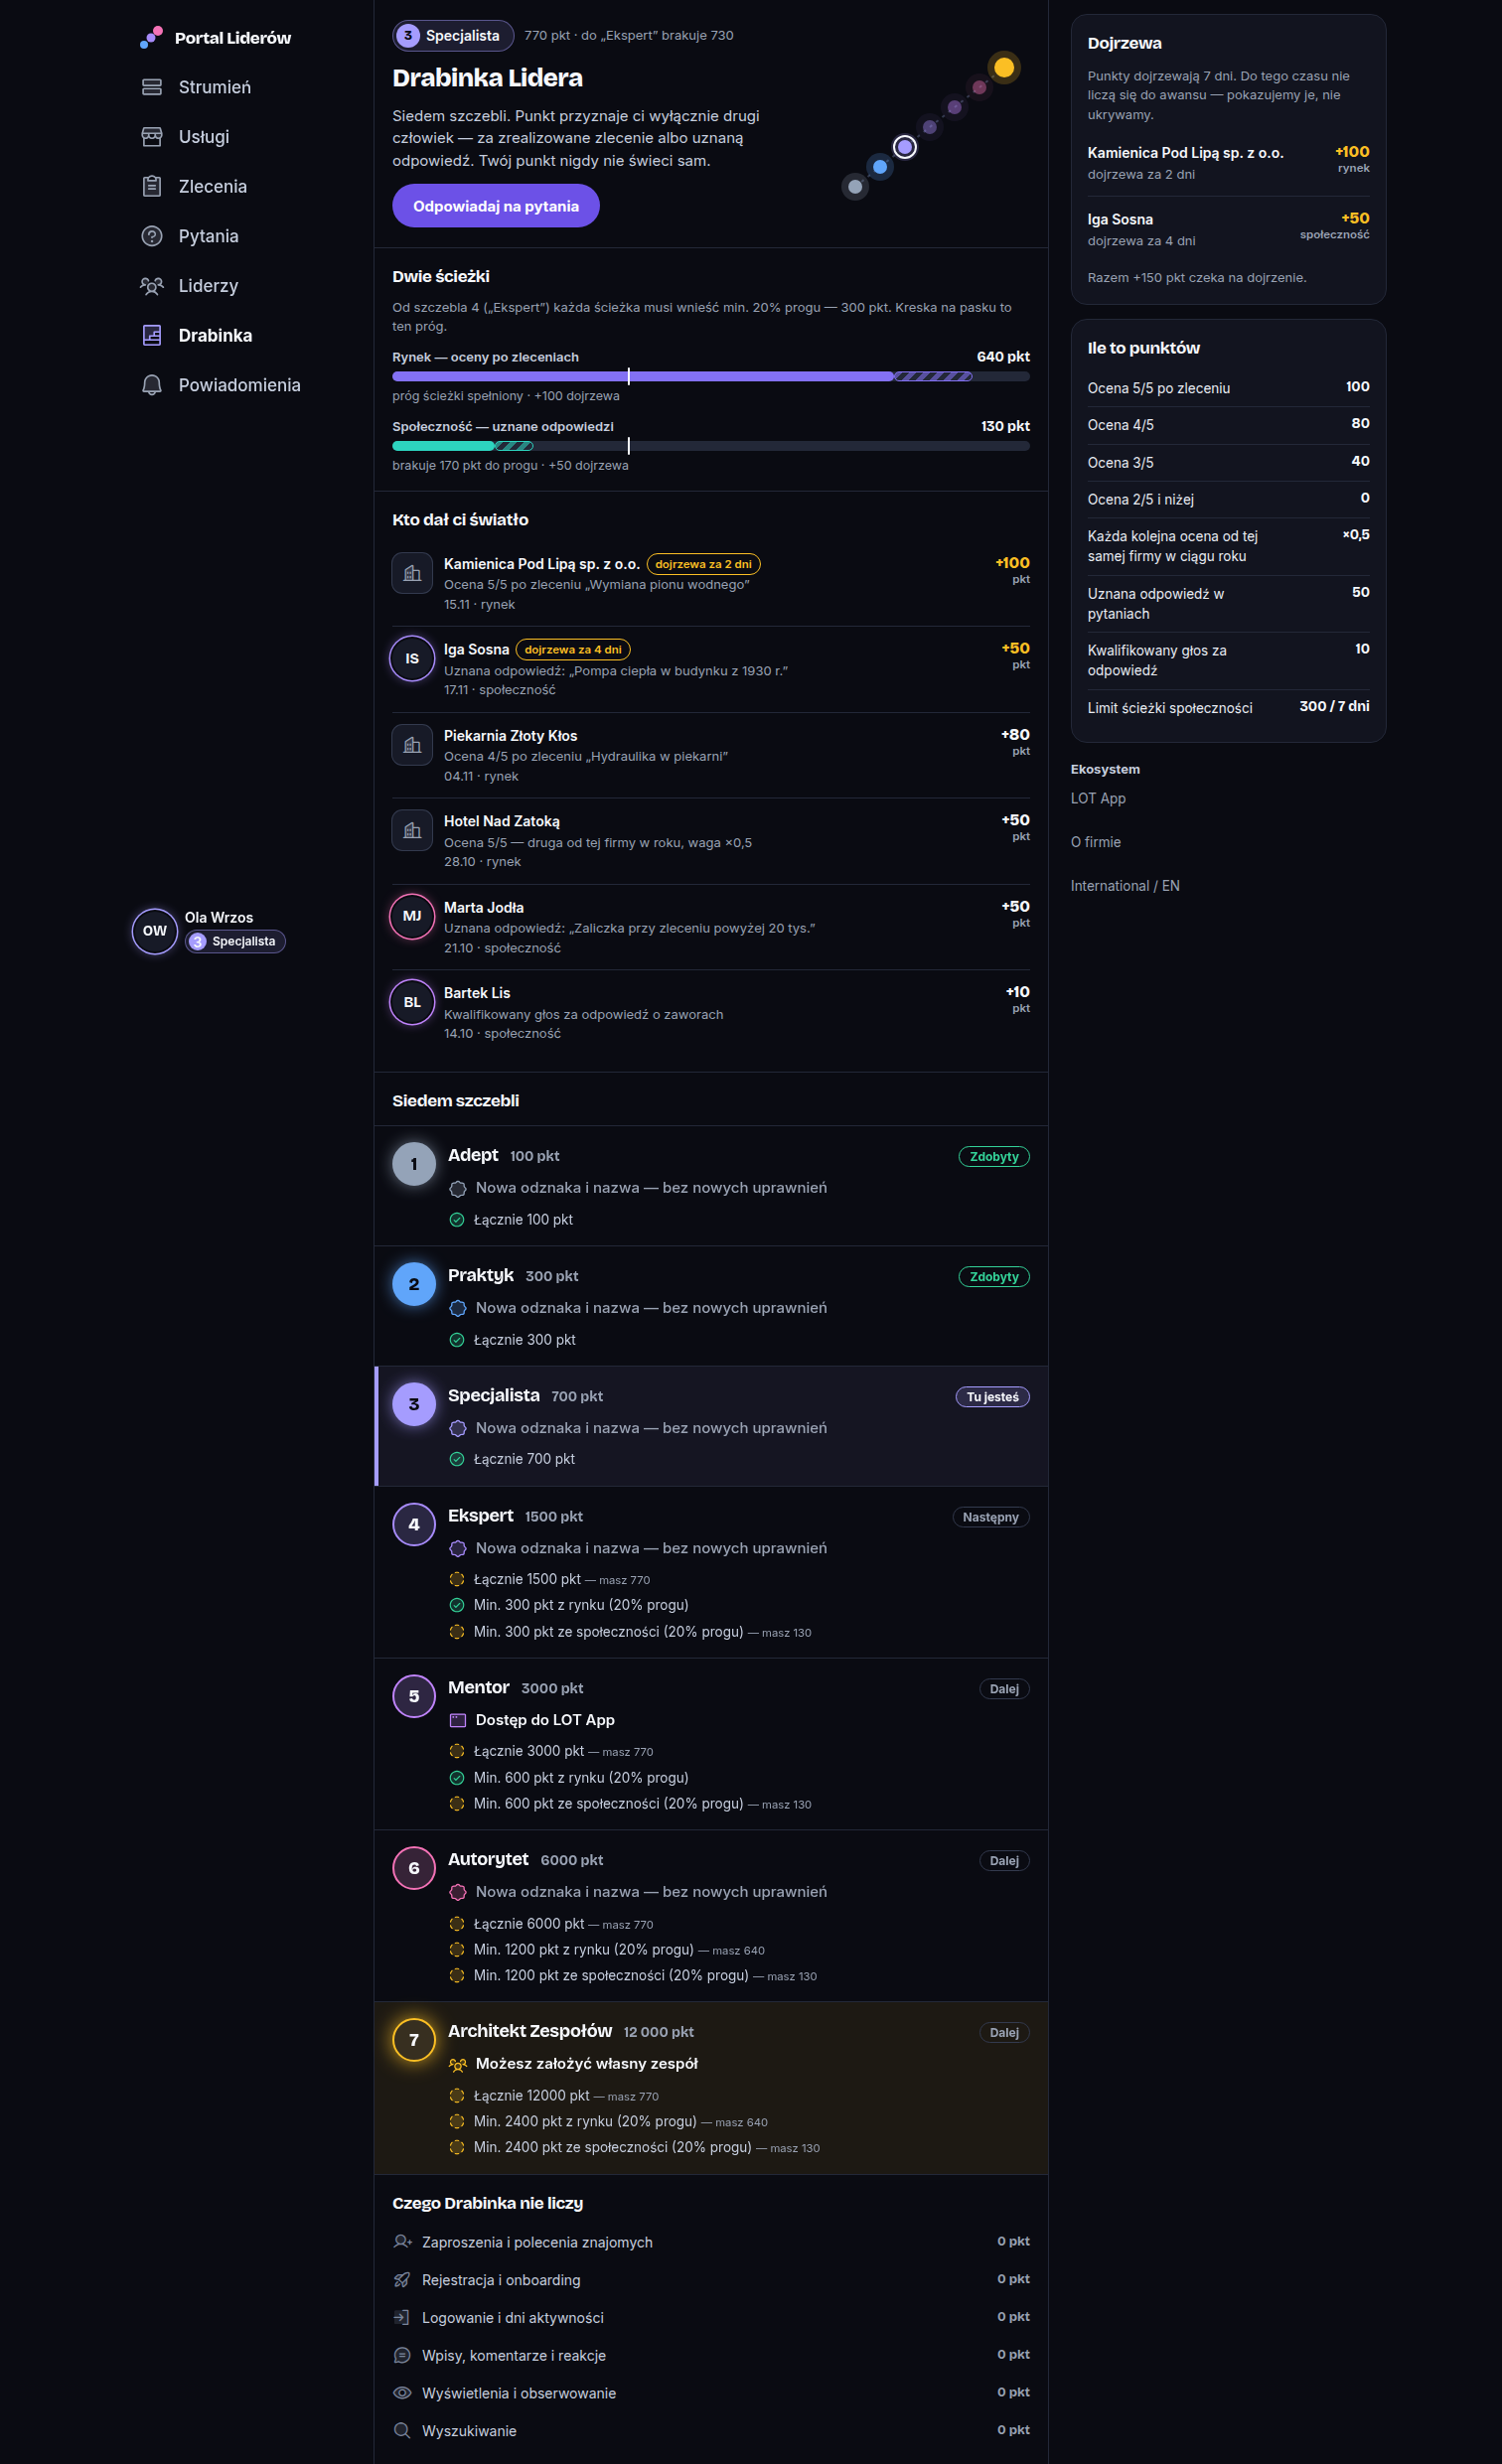 Portal Liderów
Strumień
Usługi
Zlecenia
Pytania
Liderzy
Drabinka
Powiadomienia
OW
Ola Wrzos
3 Specjalista
3 Specjalista 770 pkt · do „Ekspert” brakuje 730
Drabinka Lidera
Siedem szczebli. Punkt przyznaje ci wyłącznie drugi
człowiek — za zrealizowane zlecenie albo uznaną
odpowiedź. Twój punkt nigdy nie świeci sam.
Odpowiadaj na pytania
Dwie ścieżki
Od szczebla 4 („Ekspert”) każda ścieżka musi wnieść min. 20% progu — 300 pkt. Kreska na pasku to
ten próg.
Rynek — oceny po zleceniach 640 pkt
próg ścieżki spełniony · +100 dojrzewa
Społeczność — uznane odpowiedzi 130 pkt
brakuje 170 pkt do progu · +50 dojrzewa
Kto dał ci światło
Kamienica Pod Lipą sp. z o.o. dojrzewa za 2 dni +100
Ocena 5/5 po zleceniu „Wymiana pionu wodnego” pkt
15.11 · rynek
IS Iga Sosna dojrzewa za 4 dni +50
Uznana odpowiedź: „Pompa ciepła w budynku z 1930 r.” pkt
17.11 · społeczność
Piekarnia Złoty Kłos +80
Ocena 4/5 po zleceniu „Hydraulika w piekarni” pkt
04.11 · rynek
Hotel Nad Zatoką +50
Ocena 5/5 — druga od tej firmy w roku, waga ×0,5 pkt
28.10 · rynek
MJ Marta Jodła +50
Uznana odpowiedź: „Zaliczka przy zleceniu powyżej 20 tys.” pkt
21.10 · społeczność
BL Bartek Lis +10
Kwalifikowany głos za odpowiedź o zaworach pkt
14.10 · społeczność
Siedem szczebli
1 Adept 100 pkt Zdobyty
Nowa odznaka i nazwa — bez nowych uprawnień
Łącznie 100 pkt
2 Praktyk 300 pkt Zdobyty
Nowa odznaka i nazwa — bez nowych uprawnień
Łącznie 300 pkt
3 Specjalista 700 pkt Tu jesteś
Nowa odznaka i nazwa — bez nowych uprawnień
Łącznie 700 pkt
4 Ekspert 1500 pkt Następny
Nowa odznaka i nazwa — bez nowych uprawnień
Łącznie 1500 pkt — masz 770
Min. 300 pkt z rynku (20% progu)
Min. 300 pkt ze społeczności (20% progu) — masz 130
5 Mentor 3000 pkt Dalej
Dostęp do LOT App
Łącznie 3000 pkt — masz 770
Min. 600 pkt z rynku (20% progu)
Min. 600 pkt ze społeczności (20% progu) — masz 130
6 Autorytet 6000 pkt Dalej
Nowa odznaka i nazwa — bez nowych uprawnień
Łącznie 6000 pkt — masz 770
Min. 1200 pkt z rynku (20% progu) — masz 640
Min. 1200 pkt ze społeczności (20% progu) — masz 130
7 Architekt Zespołów 12 000 pkt Dalej
Możesz założyć własny zespół
Łącznie 12000 pkt — masz 770
Min. 2400 pkt z rynku (20% progu) — masz 640
Min. 2400 pkt ze społeczności (20% progu) — masz 130
Czego Drabinka nie liczy
Zaproszenia i polecenia znajomych 0 pkt
Rejestracja i onboarding 0 pkt
Logowanie i dni aktywności 0 pkt
Wpisy, komentarze i reakcje 0 pkt
Wyświetlenia i obserwowanie 0 pkt
Wyszukiwanie 0 pkt
Dojrzewa
Punkty dojrzewają 7 dni. Do tego czasu nie
liczą się do awansu — pokazujemy je, nie
ukrywamy.
Kamienica Pod Lipą sp. z o.o. +100
dojrzewa za 2 dni rynek
Iga Sosna +50
dojrzewa za 4 dni społeczność
Razem +150 pkt czeka na dojrzenie.
Ile to punktów
Ocena 5/5 po zleceniu 100
Ocena 4/5 80
Ocena 3/5 40
Ocena 2/5 i niżej 0
Każda kolejna ocena od tej ×0,5
samej firmy w ciągu roku
Uznana odpowiedź w 50
pytaniach
Kwalifikowany głos za 10
odpowiedź
Limit ścieżki społeczności 300 / 7 dni
Ekosystem
LOT App
O firmie
International / EN